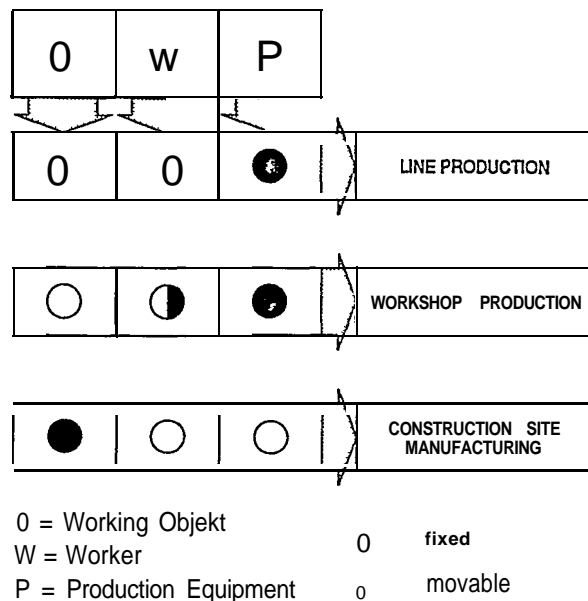 0 w P
0 0 LINE PRODUCTION
WORKSHOP PRODUCTION
CONSTRUCTION SITE
MANUFACTURING
0 = Working Objekt
W = Worker
P = Production Equipment
0 fixed
0 movable